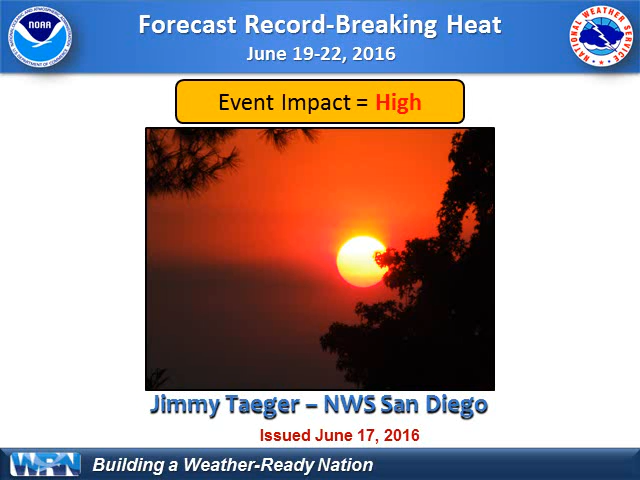 Forecast Record-Breaking Heat
June 19-22, 2016
NOAA
NATIONAL WEATHER SERVICE
Event Impact = High
Jimmy Taeger – NWS San Diego
Issued June 17, 2016
WRN
Building a Weather-Ready Nation